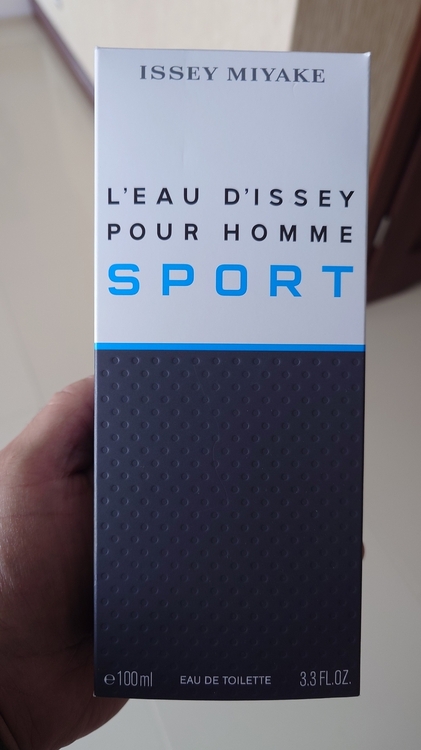 ISSEY MIYAKE
L'EAU D'ISSEY
POUR HOMME
SPORT
℮100ml EAU DE TOILETTE 3.3 FL.OZ.